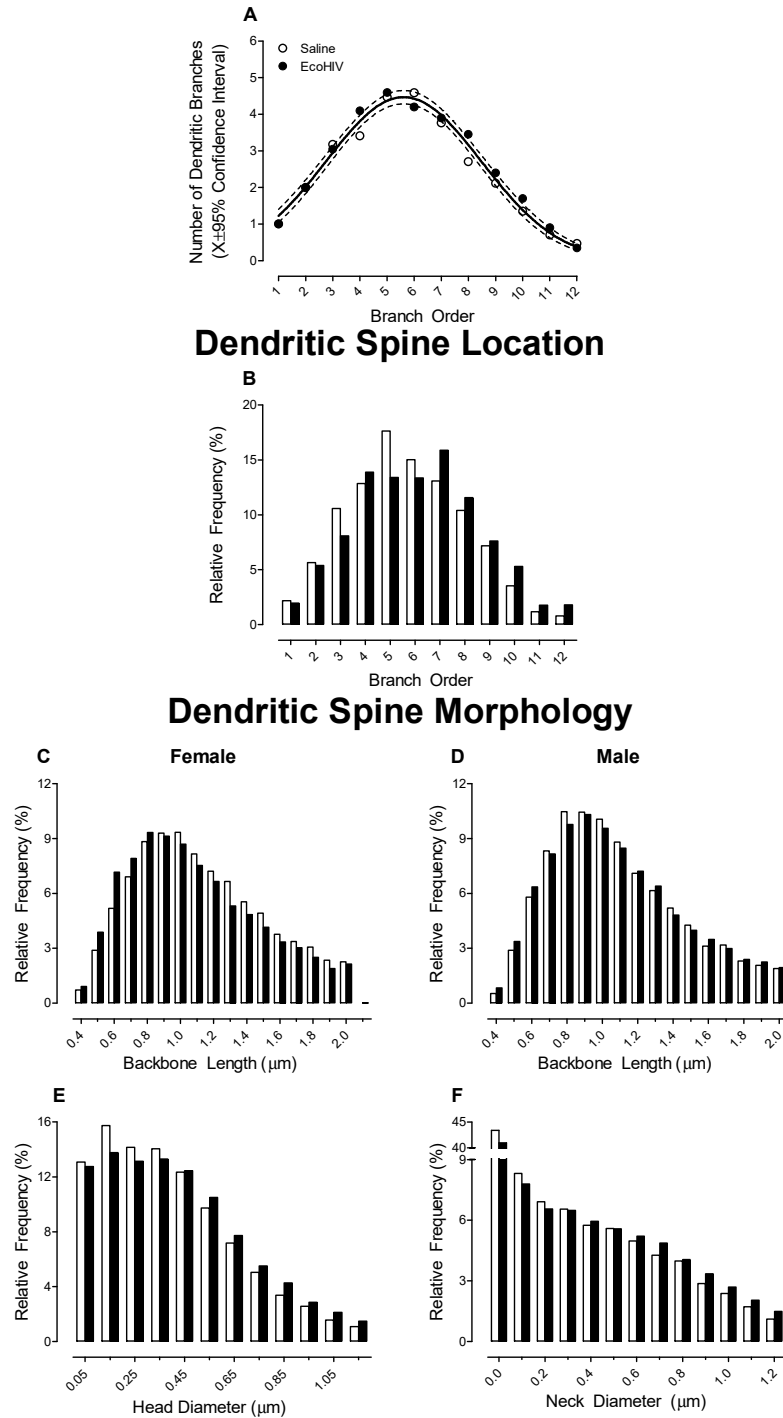 A
6
5
4
3
2
1
0
Number of Dendritic Branches
(X±95% Confidence Interval)
Saline
EcoHIV
1 2 3 4 5 6 7 8 9 10 11 12
Branch Order
Dendritic Spine Location
B
20
15
10
5
0
Relative Frequency (%)
1 2 3 4 5 6 7 8 9 10 11 12
Branch Order
Dendritic Spine Morphology
C Female
12
9
6
3
0
Relative Frequency (%)
0.4 0.6 0.8 1.0 1.2 1.4 1.6 1.8 2.0
Backbone Length (μm)
D Male
12
9
6
3
0
Relative Frequency (%)
0.4 0.6 0.8 1.0 1.2 1.4 1.6 1.8 2.0
Backbone Length (μm)
E
16
12
8
4
0
Relative Frequency (%)
0.05 0.25 0.45 0.65 0.85 1.05
Head Diameter (μm)
F
45
40
9
6
3
0
Relative Frequency (%)
0.0 0.2 0.4 0.6 0.8 1.0 1.2
Neck Diameter (μm)